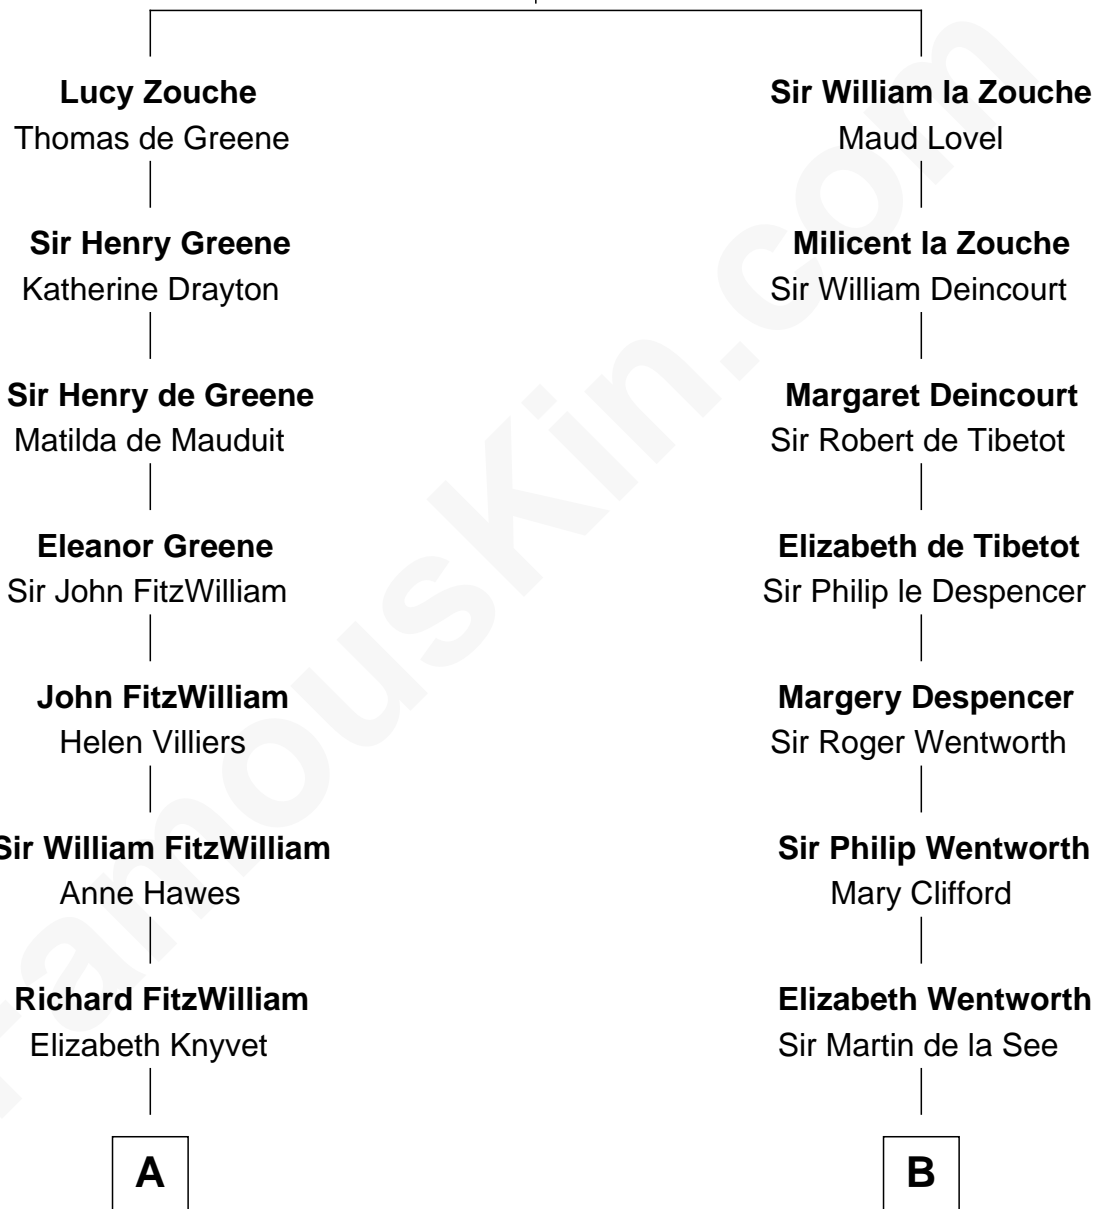 Lucy Zouche
Thomas de Greene
Sir Henry Greene
Katherine Drayton
Sir Henry de Greene
Matilda de Mauduit
Eleanor Greene
Sir John FitzWilliam
John FitzWilliam
Helen Villiers
Sir William FitzWilliam
Anne Hawes
Richard FitzWilliam
Elizabeth Knyvet
A
Sir William la Zouche
Maud Lovel
Milicent la Zouche
Sir William Deincourt
Margaret Deincourt
Sir Robert de Tibetot
Elizabeth de Tibetot
Sir Philip le Despencer
Margery Despencer
Sir Roger Wentworth
Sir Philip Wentworth
Mary Clifford
Elizabeth Wentworth
Sir Martin de la See
B
FamousKin.com